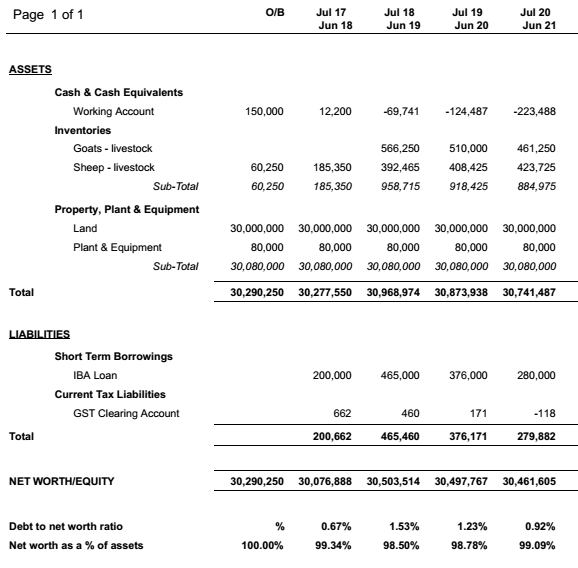 Page 1 of 1 O/B Jul 17 Jul 18 Jul 19 Jul 20
Jun 18 Jun 19 Jun 20 Jun 21
ASSETS
Cash & Cash Equivalents
Working Account 150,000 12,200 -69,741 -124,487 -223,488
Inventories
Goats - livestock 566,250 510,000 461,250
Sheep - livestock 60,250 185,350 392,465 408,425 423,725
Sub-Total 60,250 185,350 958,715 918,425 884,975
Property, Plant & Equipment
Land 30,000,000 30,000,000 30,000,000 30,000,000 30,000,000
Plant & Equipment 80,000 80,000 80,000 80,000 80,000
Sub-Total 30,080,000 30,080,000 30,080,000 30,080,000 30,080,000
Total 30,290,250 30,277,550 30,968,974 30,873,938 30,741,487
LIABILITIES
Short Term Borrowings
IBA Loan 200,000 465,000 376,000 280,000
Current Tax Liabilities
GST Clearing Account 662 460 171 -118
Total 200,662 465,460 376,171 279,882
NET WORTH/EQUITY 30,290,250 30,076,888 30,503,514 30,497,767 30,461,605
Debt to net worth ratio % 0.67% 1.53% 1.23% 0.92%
Net worth as a % of assets 100.00% 99.34% 98.50% 98.78% 99.09%